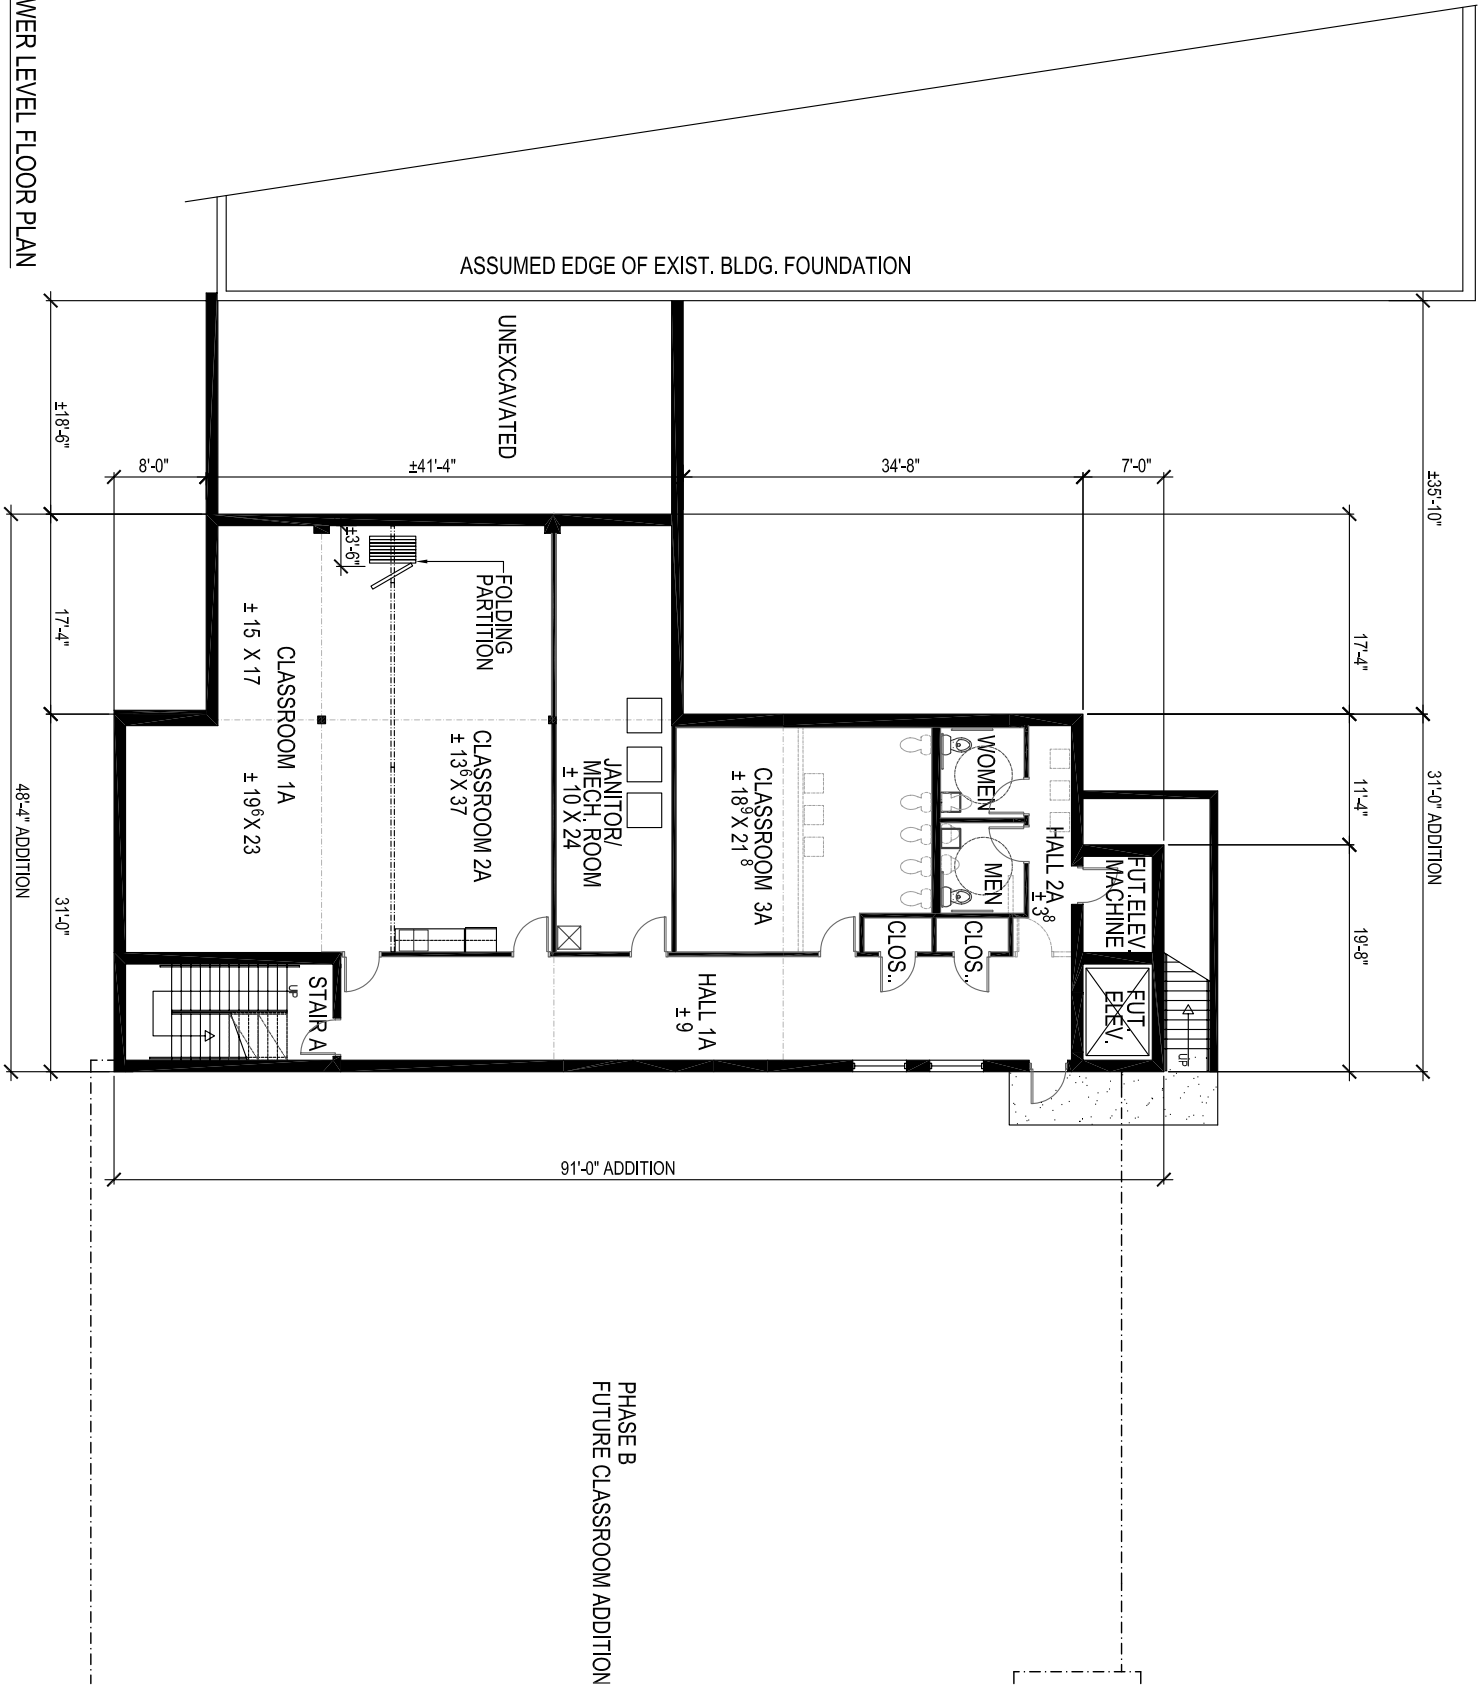 WER LEVEL FLOOR PLAN
ASSUMED EDGE OF EXIST. BLDG. FOUNDATION
UNEXCAVATED
±18'-6"
8'-0"
±41'-4"
34'-8"
7'-0"
±35'-10"
17'-4"
17'-4"
31'-0" ADDITION
11'-4"
19'-8"
31'-0"
48'-4" ADDITION
±3'-6"
FOLDING
PARTITION
CLASSROOM 1A
± 15 X 17
± 19⁶ X 23
CLASSROOM 2A
± 13⁶ X 37
JANITOR/
MECH. ROOM
± 10 X 24
CLASSROOM 3A
± 18⁹ X 21⁸
WOMEN
MEN
HALL 2A
± 3⁸
FUT. ELEV.
MACHINE
CLOS..
CLOS..
FUT
ELEV.
UP
HALL 1A
± 9
STAIR A
UP
91'-0" ADDITION
PHASE B
FUTURE CLASSROOM ADDITION